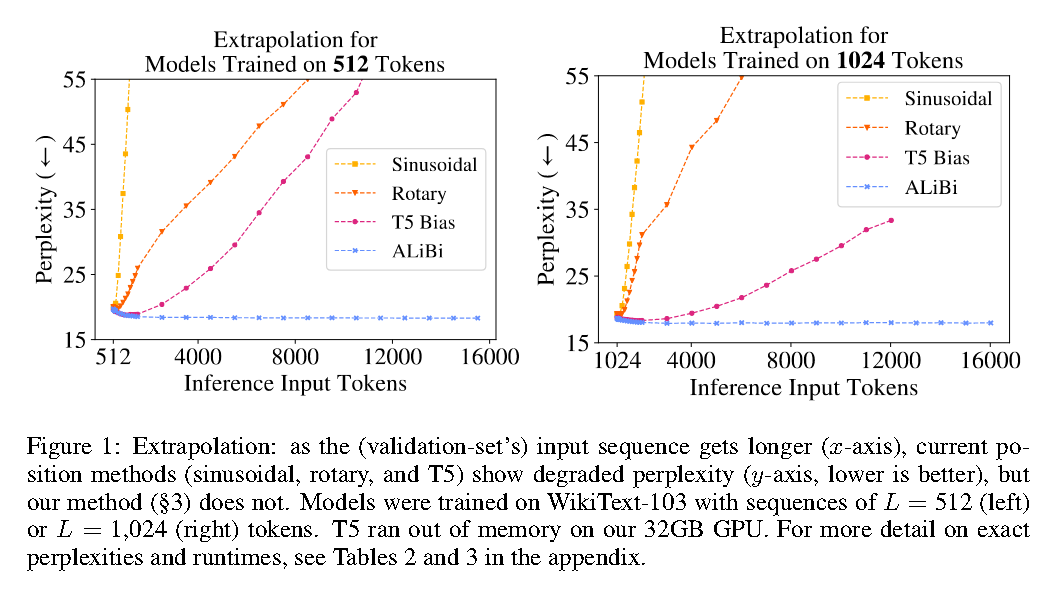 Extrapolation for
Models Trained on 512 Tokens
55
45
35
25
15
Perplexity (←)
Sinusoidal
Rotary
T5 Bias
ALiBi
512
4000
8000
12000
16000
Inference Input Tokens
Extrapolation for
Models Trained on 1024 Tokens
55
45
35
25
15
Perplexity (←)
Sinusoidal
Rotary
T5 Bias
ALiBi
1024
4000
8000
12000
16000
Inference Input Tokens
Figure 1: Extrapolation: as the (validation-set's) input sequence gets longer (x-axis), current po-
sition methods (sinusoidal, rotary, and T5) show degraded perplexity (y-axis, lower is better), but
our method (§3) does not. Models were trained on WikiText-103 with sequences of L = 512 (left)
or L = 1,024 (right) tokens. T5 ran out of memory on our 32GB GPU. For more detail on exact
perplexities and runtimes, see Tables 2 and 3 in the appendix.